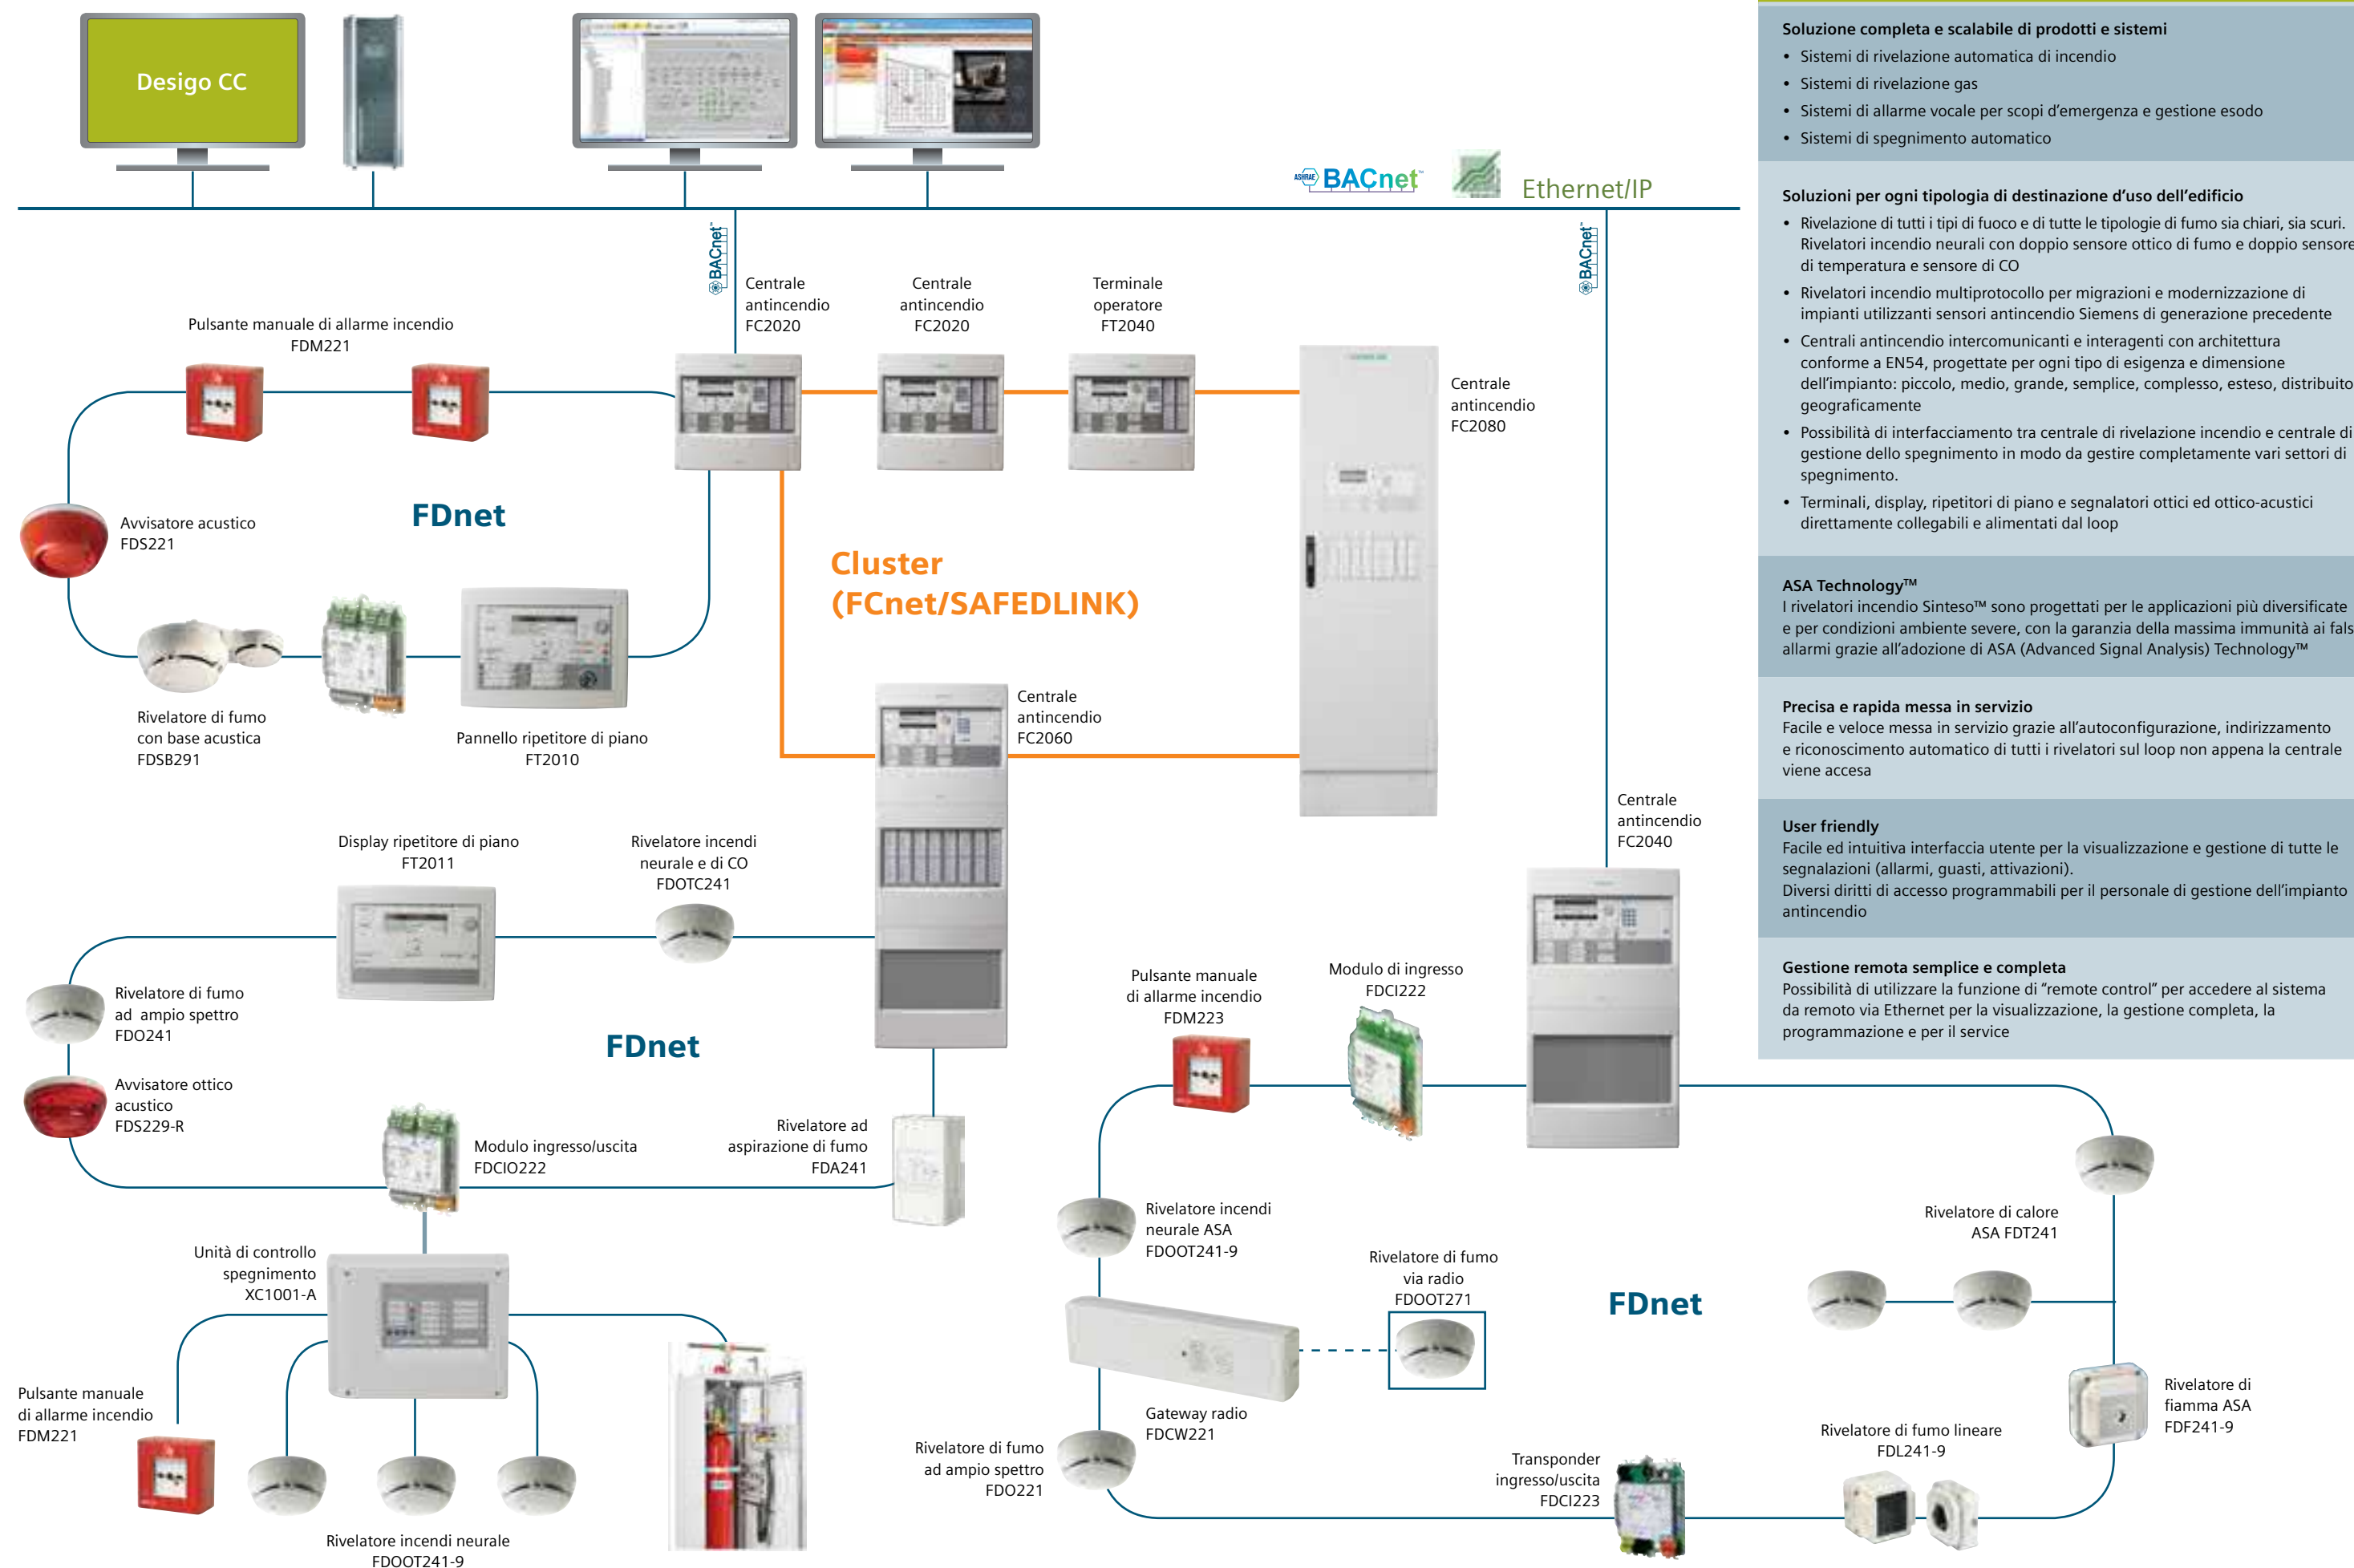 Desigo CC
ASHRAE BACnet™
Ethernet/IP
BACnet™
BACnet™
Centrale
antincendio
FC2020
Centrale
antincendio
FC2020
Terminale
operatore
FT2040
Centrale
antincendio
FC2080
Pulsante manuale di allarme incendio
FDM221
Avvisatore acustico
FDS221
FDnet
Cluster
(FCnet/SAFEDLINK)
Rivelatore di fumo
con base acustica
FDSB291
Pannello ripetitore di piano
FT2010
Centrale
antincendio
FC2060
Centrale
antincendio
FC2040
Display ripetitore di piano
FT2011
Rivelatore incendi
neurale e di CO
FDOTC241
Rivelatore di fumo
ad ampio spettro
FDO241
FDnet
Avvisatore ottico
acustico
FDS229-R
Modulo ingresso/uscita
FDCIO222
Rivelatore ad
aspirazione di fumo
FDA241
Unità di controllo
spegnimento
XC1001-A
Pulsante manuale
di allarme incendio
FDM221
Rivelatore incendi neurale
FDOOT241-9
Pulsante manuale
di allarme incendio
FDM223
Modulo di ingresso
FDCI222
Rivelatore incendi
neurale ASA
FDOOT241-9
Rivelatore di fumo
via radio
FDOOT271
FDnet
Rivelatore di calore
ASA FDT241
Gateway radio
FDCW221
Rivelatore di fumo
ad ampio spettro
FDO221
Transponder
ingresso/uscita
FDCI223
Rivelatore di fumo lineare
FDL241-9
Rivelatore di
fiamma ASA
FDF241-9
Soluzione completa e scalabile di prodotti e sistemi
• Sistemi di rivelazione automatica di incendio
• Sistemi di rivelazione gas
• Sistemi di allarme vocale per scopi d'emergenza e gestione esodo
• Sistemi di spegnimento automatico
Soluzioni per ogni tipologia di destinazione d'uso dell'edificio
• Rivelazione di tutti i tipi di fuoco e di tutte le tipologie di fumo sia chiari, sia scuri.
Rivelatori incendio neurali con doppio sensore ottico di fumo e doppio sensore
di temperatura e sensore di CO
• Rivelatori incendio multiprotocollo per migrazioni e modernizzazione di
impianti utilizzanti sensori antincendio Siemens di generazione precedente
• Centrali antincendio intercomunicanti e interagenti con architettura
conforme a EN54, progettate per ogni tipo di esigenza e dimensione
dell'impianto: piccolo, medio, grande, semplice, complesso, esteso, distribuito
geograficamente
• Possibilità di interfacciamento tra centrale di rivelazione incendio e centrale di
gestione dello spegnimento in modo da gestire completamente vari settori di
spegnimento.
• Terminali, display, ripetitori di piano e segnalatori ottici ed ottico-acustici
direttamente collegabili e alimentati dal loop
ASA Technology™
I rivelatori incendio Sinteso™ sono progettati per le applicazioni più diversificate
e per condizioni ambiente severe, con la garanzia della massima immunità ai fals
allarmi grazie all'adozione di ASA (Advanced Signal Analysis) Technology™
Precisa e rapida messa in servizio
Facile e veloce messa in servizio grazie all'autoconfigurazione, indirizzamento
e riconoscimento automatico di tutti i rivelatori sul loop non appena la centrale
viene accesa
User friendly
Facile ed intuitiva interfaccia utente per la visualizzazione e gestione di tutte le
segnalazioni (allarmi, guasti, attivazioni).
Diversi diritti di accesso programmabili per il personale di gestione dell'impianto
antincendio
Gestione remota semplice e completa
Possibilità di utilizzare la funzione di "remote control" per accedere al sistema
da remoto via Ethernet per la visualizzazione, la gestione completa, la
programmazione e per il service